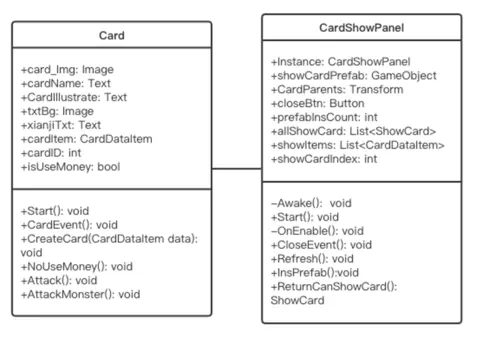 Card
+card_Img: Image
+cardName: Text
+CardIllustrate: Text
+txtBg: Image
+xianjiTxt: Text
+cardItem: CardDataItem
+cardID: int
+isUseMoney: bool
+Start(): void
+CardEvent(): void
+CreateCard(CardDataItem data):
void
+NoUseMoney(): void
+Attack(): void
+AttackMonster(): void
CardShowPanel
+Instance: CardShowPanel
+showCardPrefab: GameObject
+CardParents: Transform
+closeBtn: Button
+prefabInsCount: int
+allShowCard: List<ShowCard>
+showItems: List<CardDataItem>
+showCardIndex: int
-Awake():  void
+Start(): void
-OnEnable(): void
+CloseEvent(): void
+Refresh(): void
+InsPrefab():void
+ReturnCanShowCard():
ShowCard